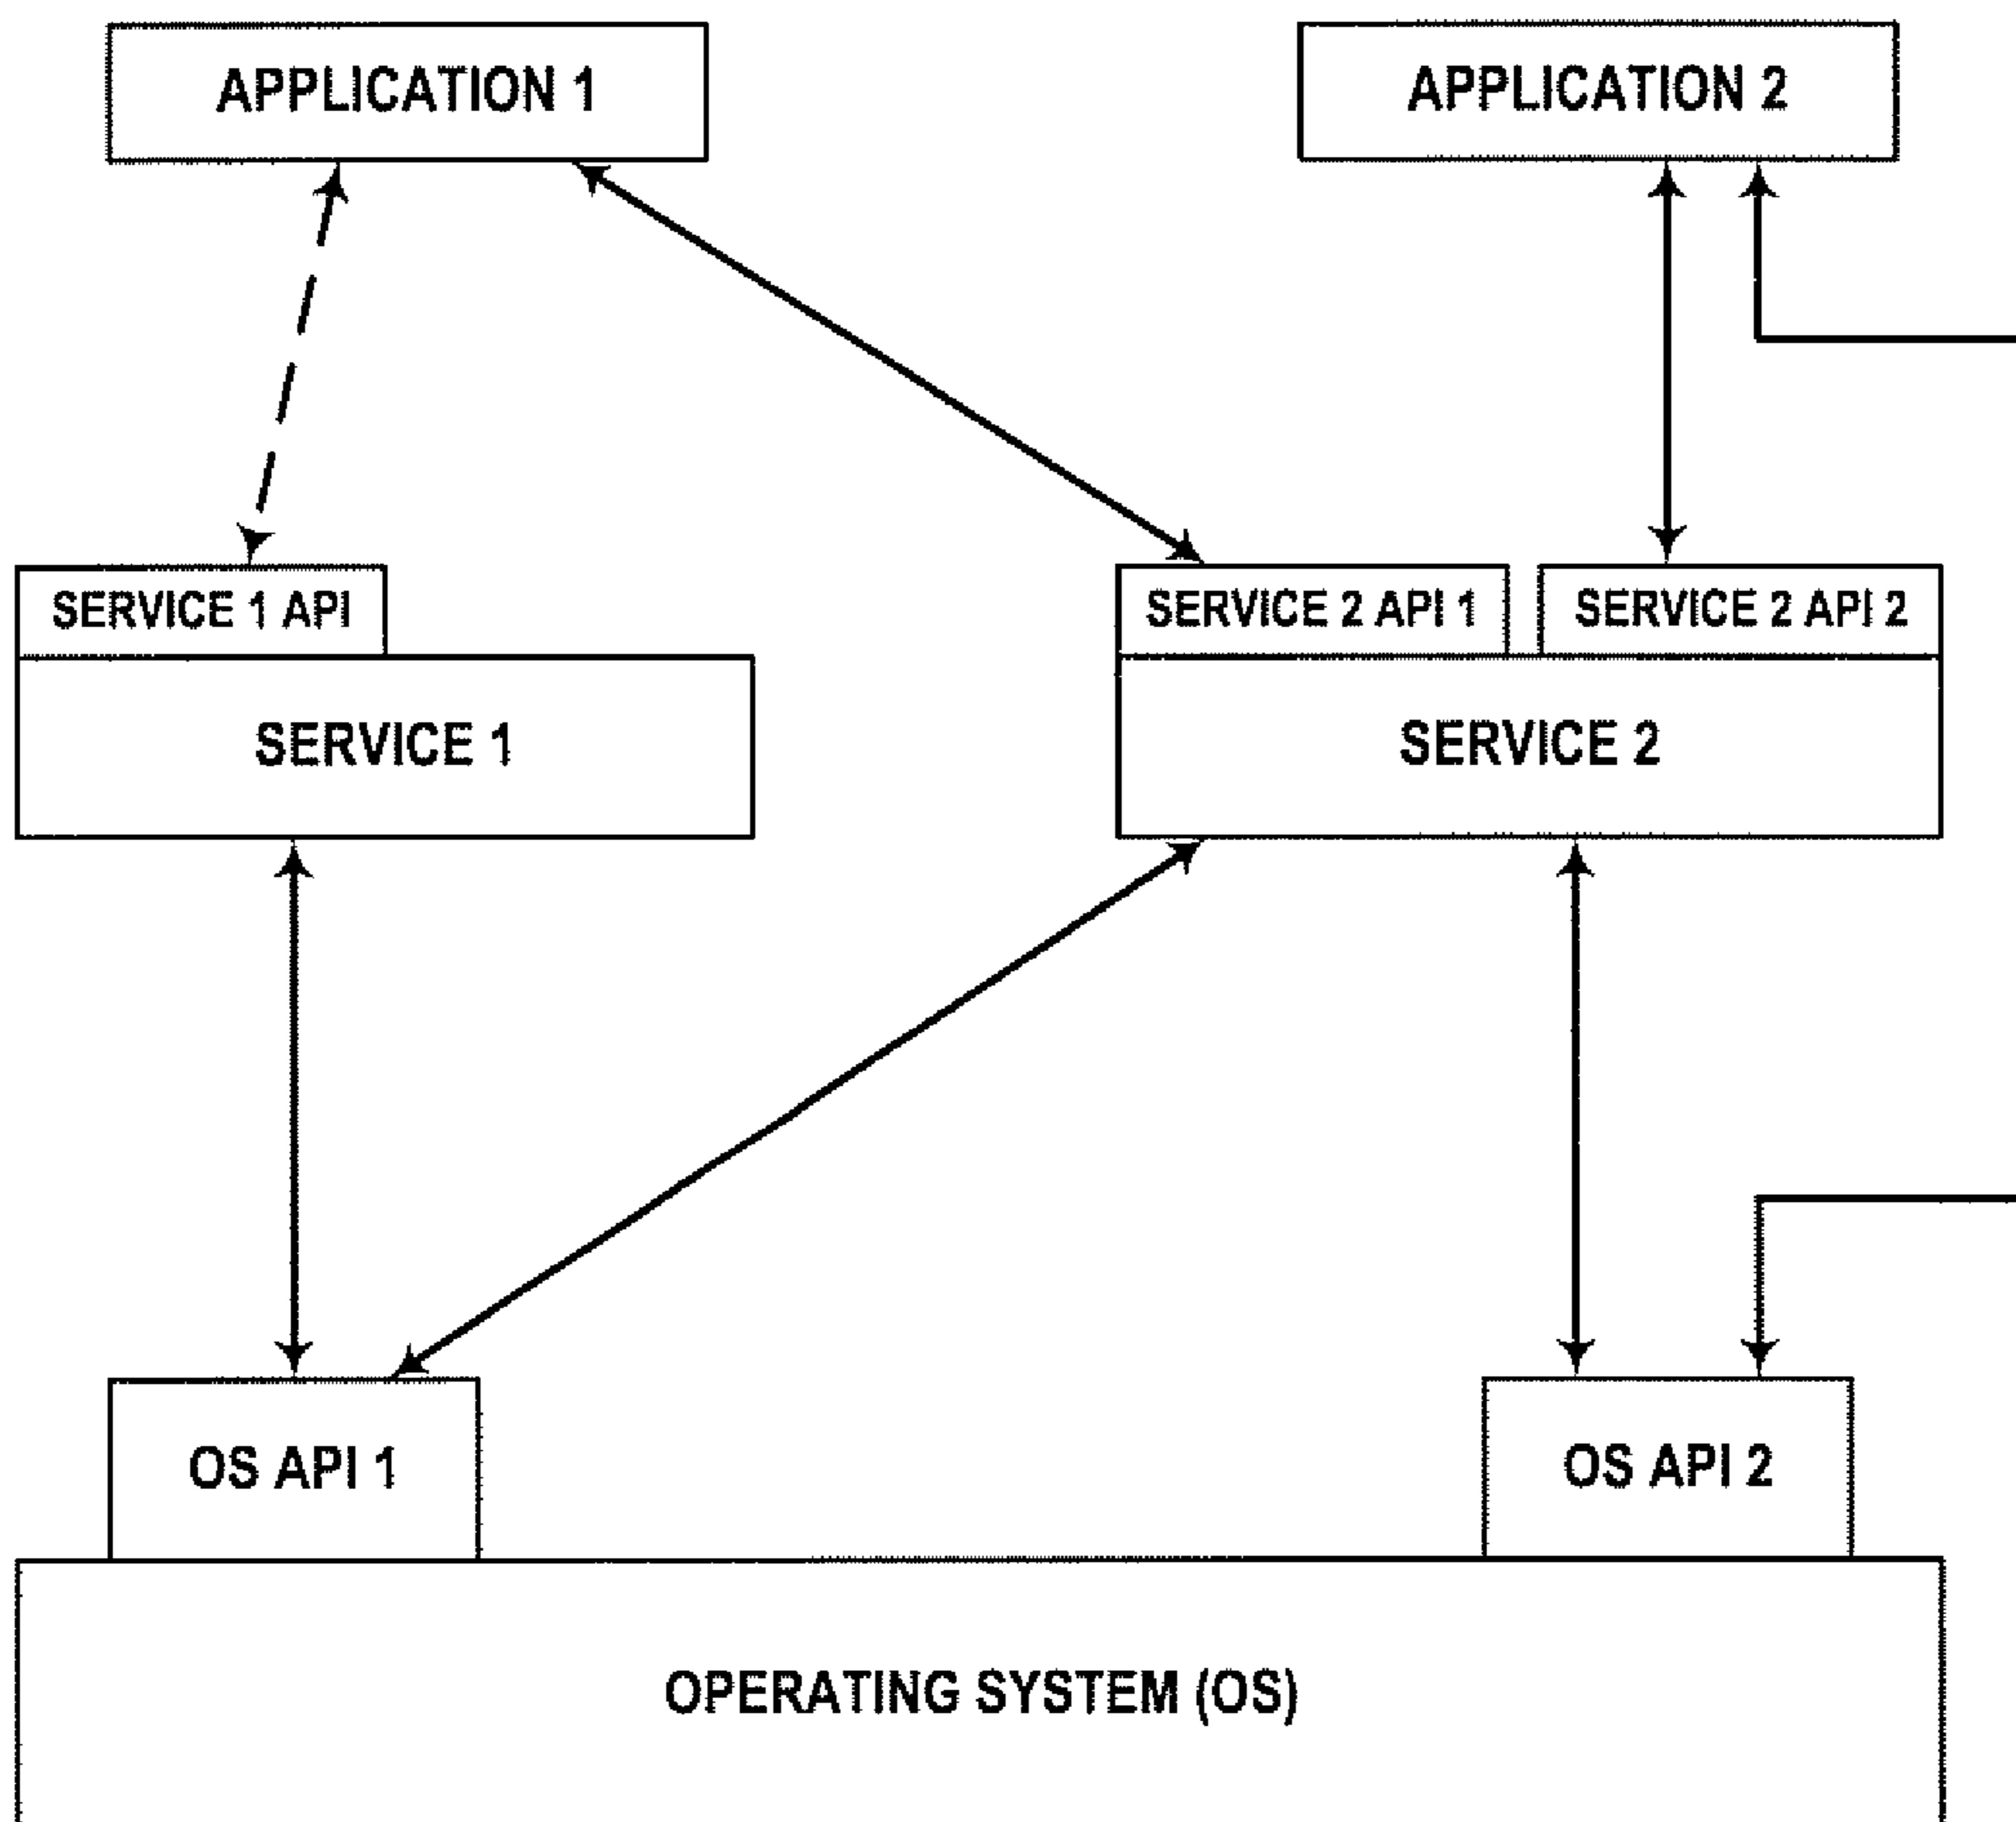 APPLICATION 1
APPLICATION 2
SERVICE 1 API
SERVICE 2 API 1
SERVICE 2 API 2
SERVICE 1
SERVICE 2
OS API 1
OS API 2
OPERATING SYSTEM (OS)